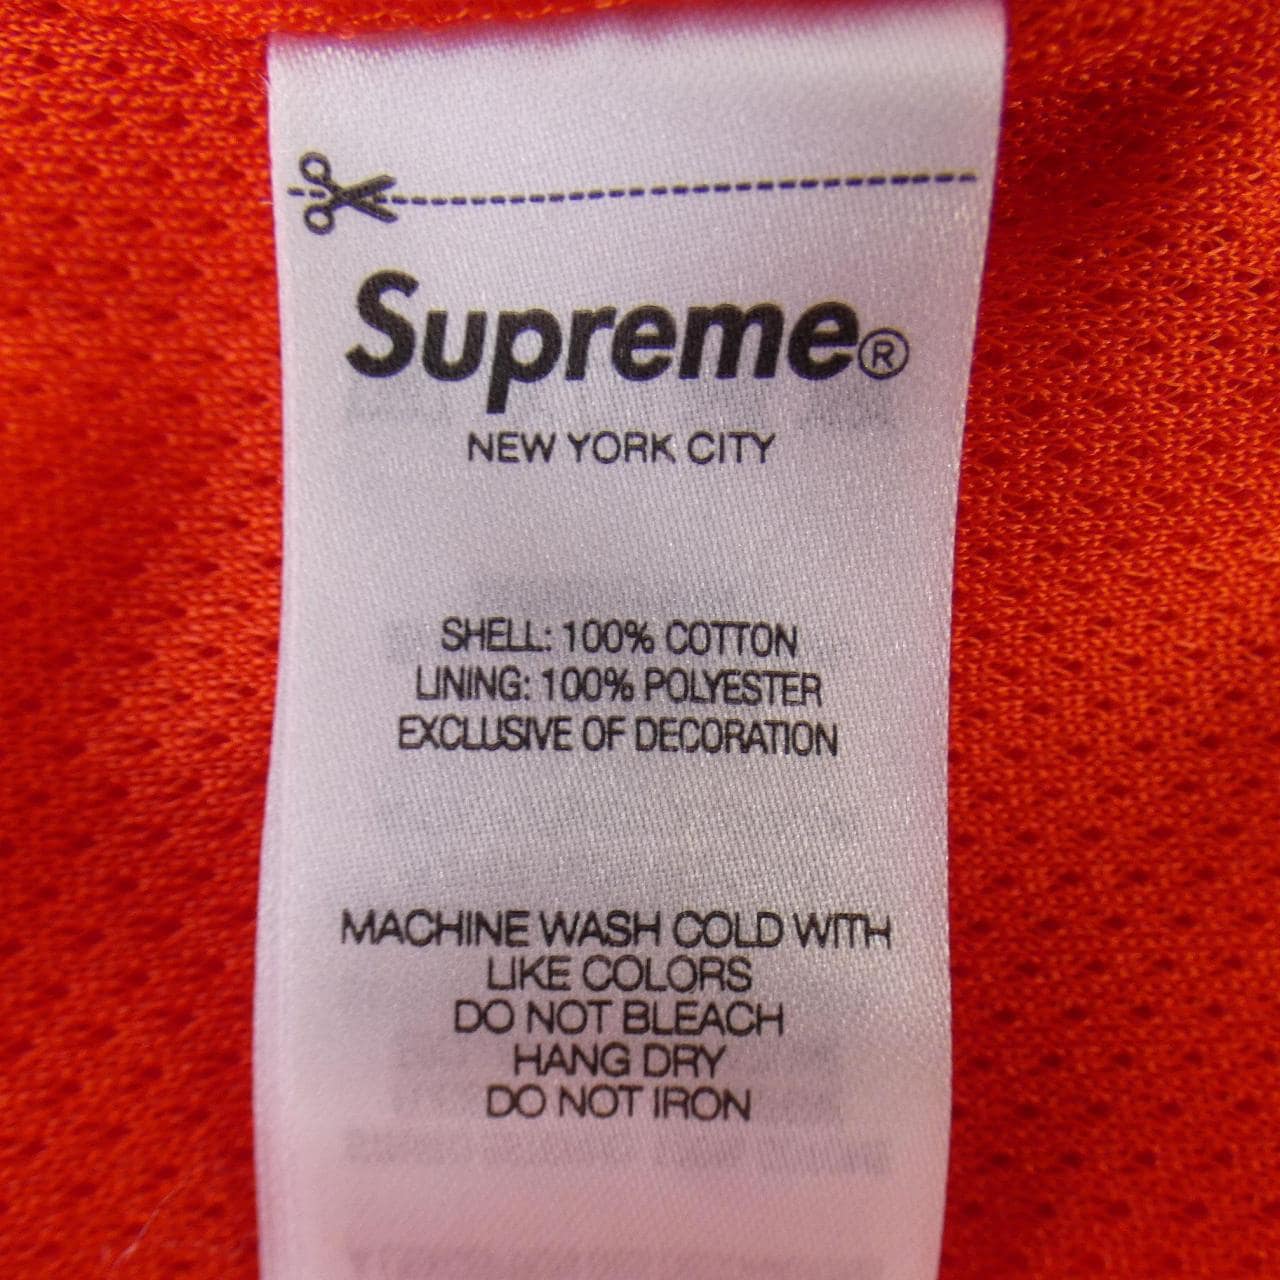 Supreme®
NEW YORK CITY
SHELL: 100% COTTON
LINING: 100% POLYESTER
EXCLUSIVE OF DECORATION
MACHINE WASH COLD WITH
LIKE COLORS
DO NOT BLEACH
HANG DRY
DO NOT IRON